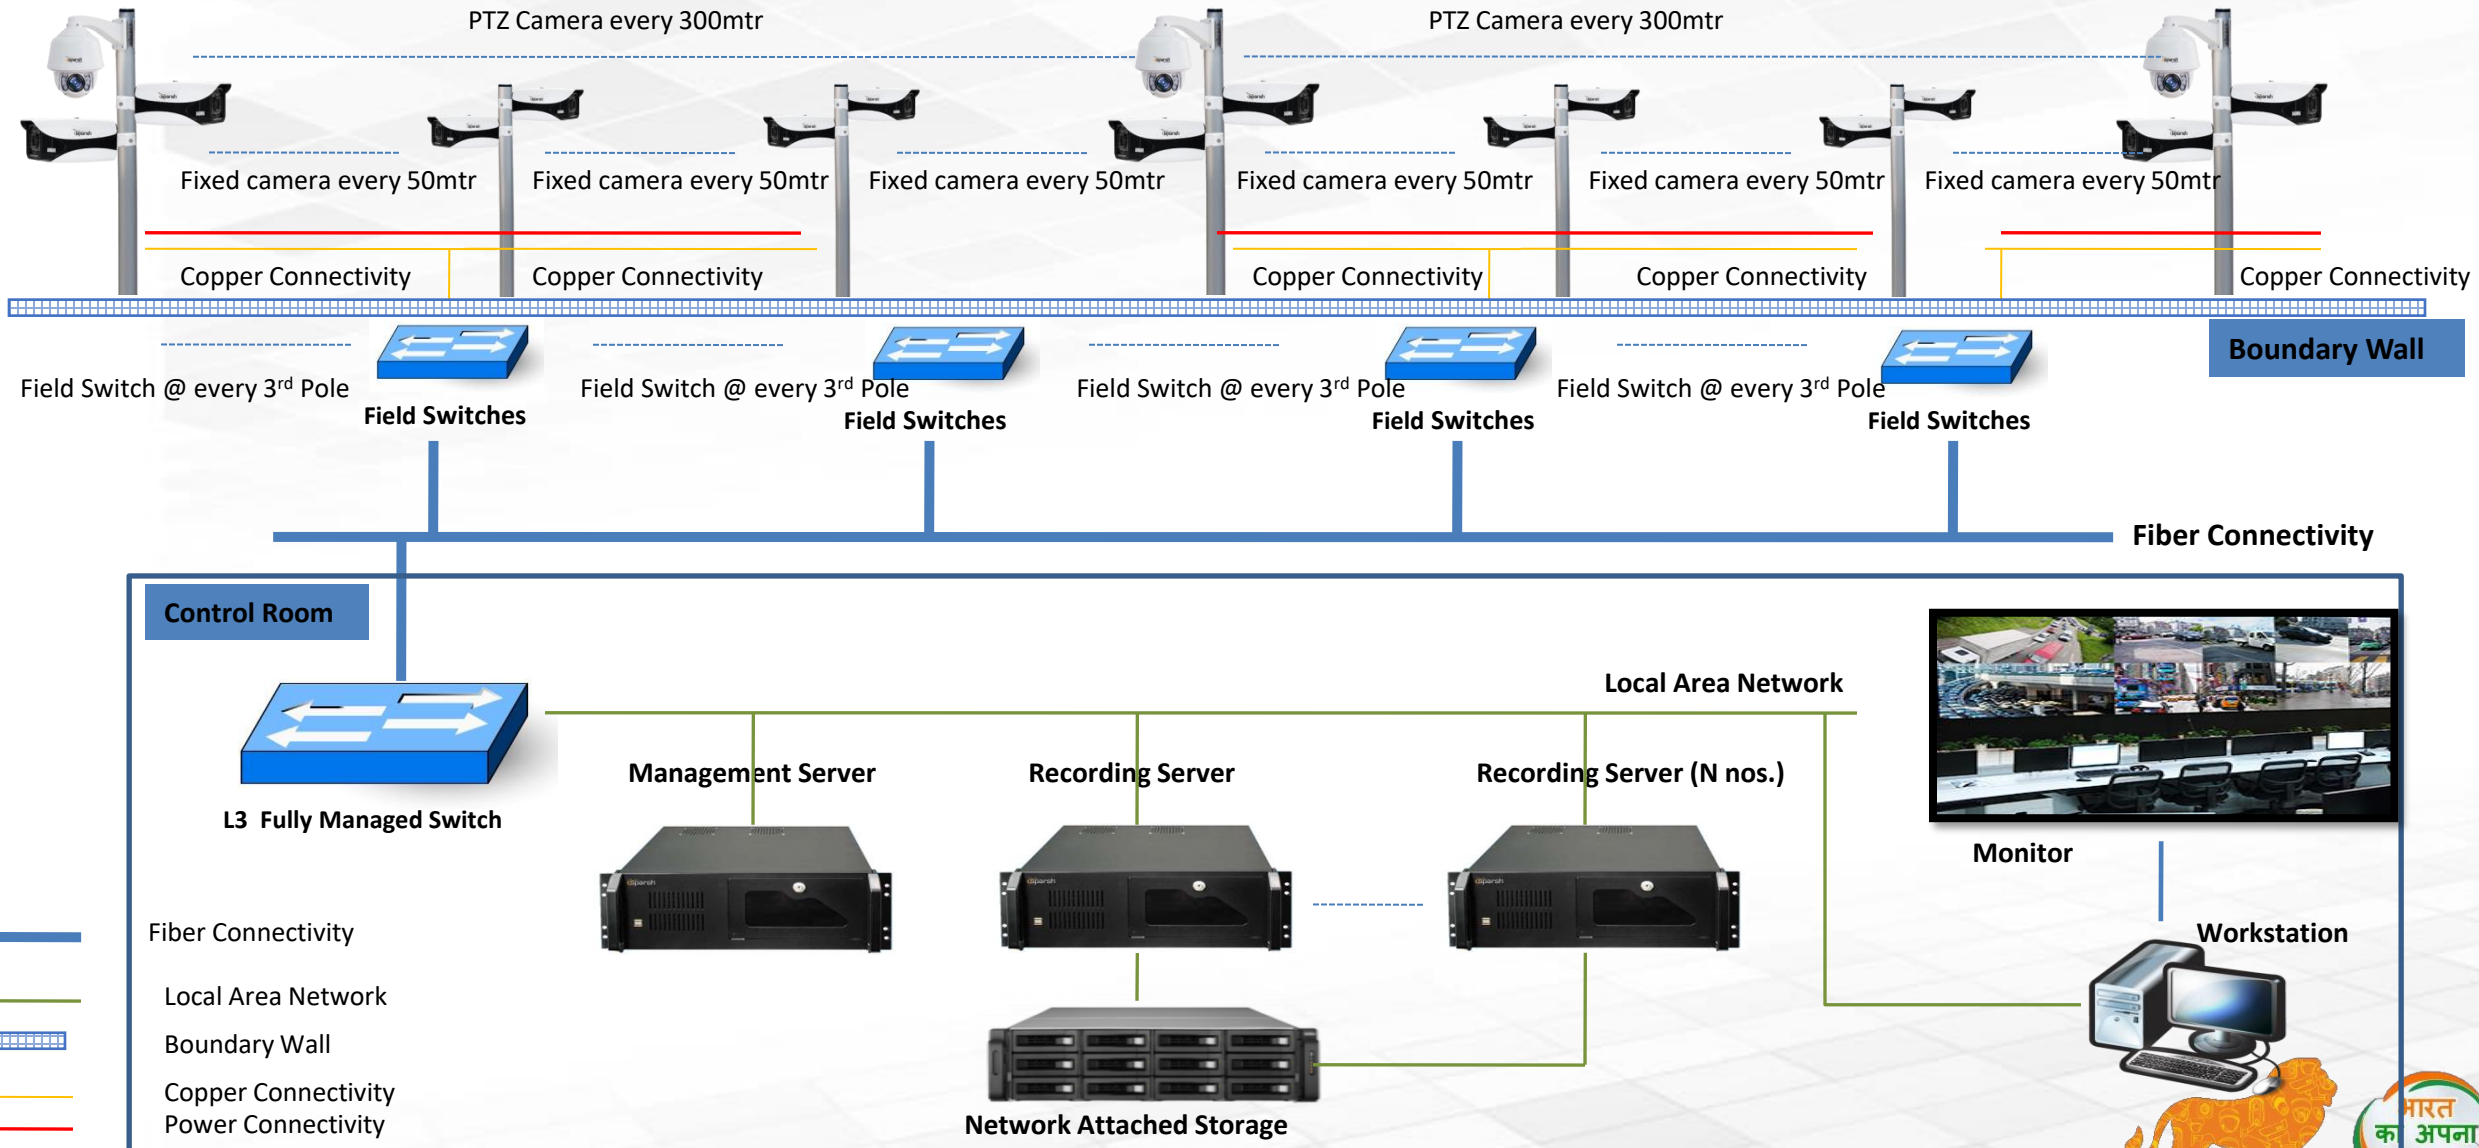 PTZ Camera every 300mtr
PTZ Camera every 300mtr
Fixed camera every 50mtr
Fixed camera every 50mtr
Fixed camera every 50mtr
Fixed camera every 50mtr
Fixed camera every 50mtr
Fixed camera every 50mtr
Copper Connectivity
Copper Connectivity
Copper Connectivity
Copper Connectivity
Copper Connectivity
Boundary Wall
Field Switch @ every 3rd Pole
Field Switch @ every 3rd Pole
Field Switch @ every 3rd Pole
Field Switch @ every 3rd Pole
Field Switches
Field Switches
Field Switches
Field Switches
Fiber Connectivity
Control Room
Local Area Network
Management Server
Recording Server
Recording Server (N nos.)
L3 Fully Managed Switch
Monitor
Sparsh
Sparsh
Fiber Connectivity
Workstation
Local Area Network
Boundary Wall
Copper Connectivity
Power Connectivity
Network Attached Storage
भारत
का अपना